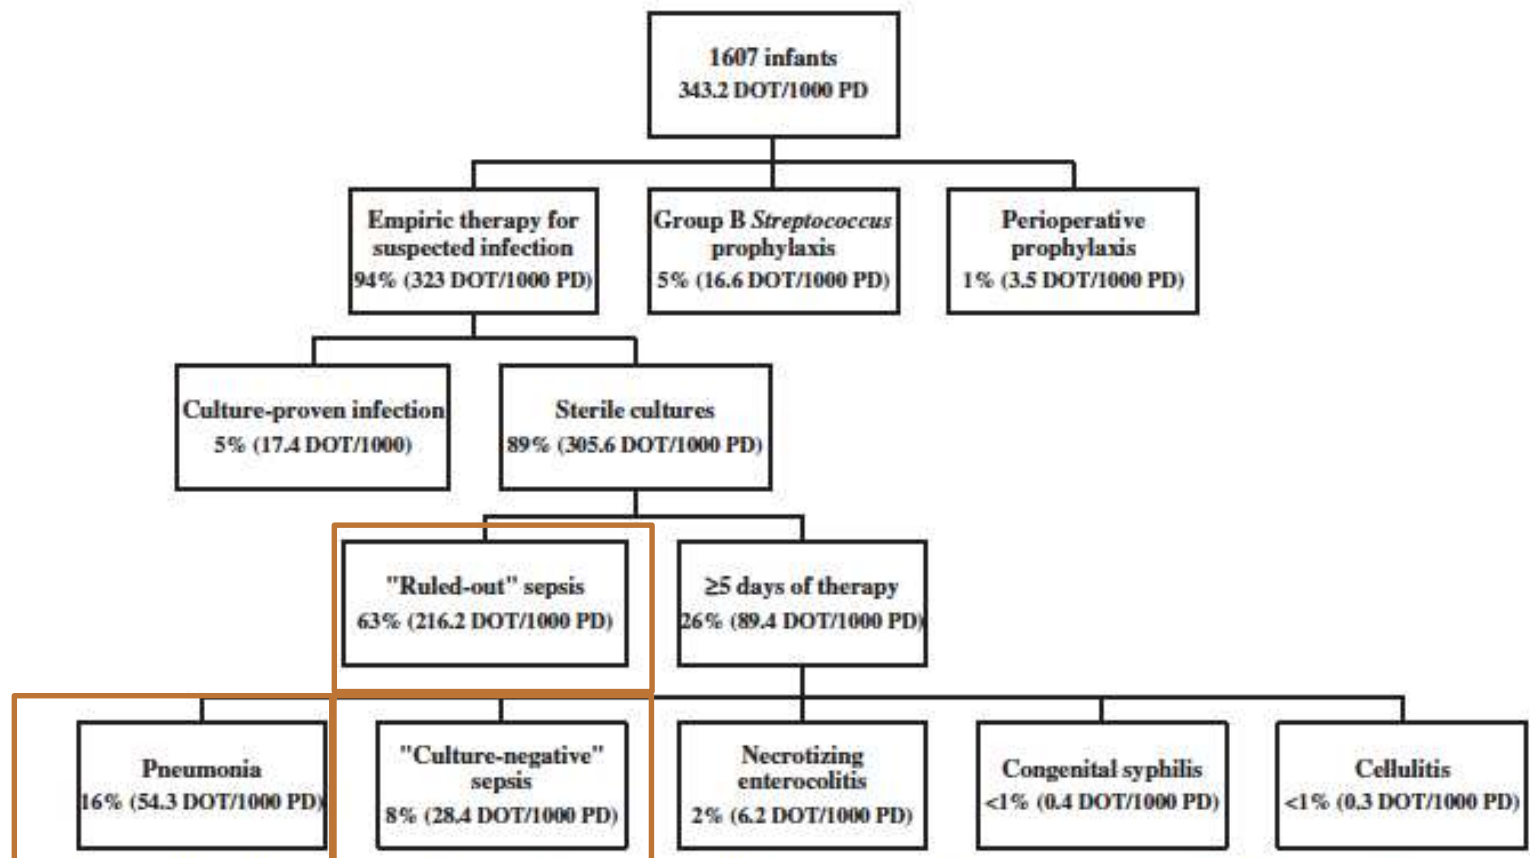 1607 infants
343.2 DOT/1000 PD
Empiric therapy for
suspected infection
94% (323 DOT/1000 PD)
Group B Streptococcus
prophylaxis
5% (16.6 DOT/1000 PD)
Perioperative
prophylaxis
1% (3.5 DOT/1000 PD)
Culture-proven infection
5% (17.4 DOT/1000)
Sterile cultures
89% (305.6 DOT/1000 PD)
"Ruled-out" sepsis
63% (216.2 DOT/1000 PD)
≥5 days of therapy
26% (89.4 DOT/1000 PD)
Pneumonia
16% (54.3 DOT/1000 PD)
"Culture-negative"
sepsis
8% (28.4 DOT/1000 PD)
Necrotizing
enterocolitis
2% (6.2 DOT/1000 PD)
Congenital syphilis
<1% (0.4 DOT/1000 PD)
Cellulitis
<1% (0.3 DOT/1000 PD)